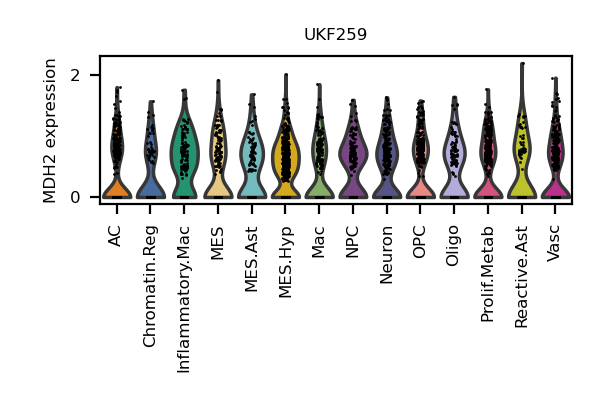 UKF259
MDH2 expression
2
0
AC
Chromatin.Reg
Inflammatory.Mac
MES
MES.Ast
MES.Hyp
Mac
NPC
Neuron
OPC
Oligo
Prolif.Metab
Reactive.Ast
Vasc